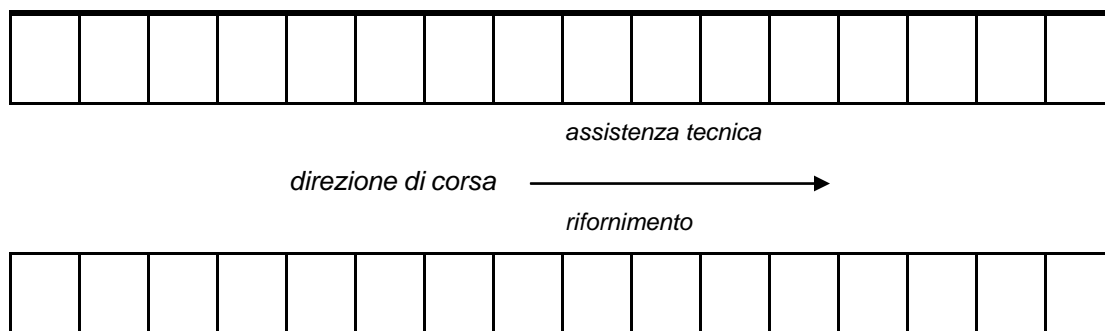 assistenza tecnica
direzione di corsa
rifornimento